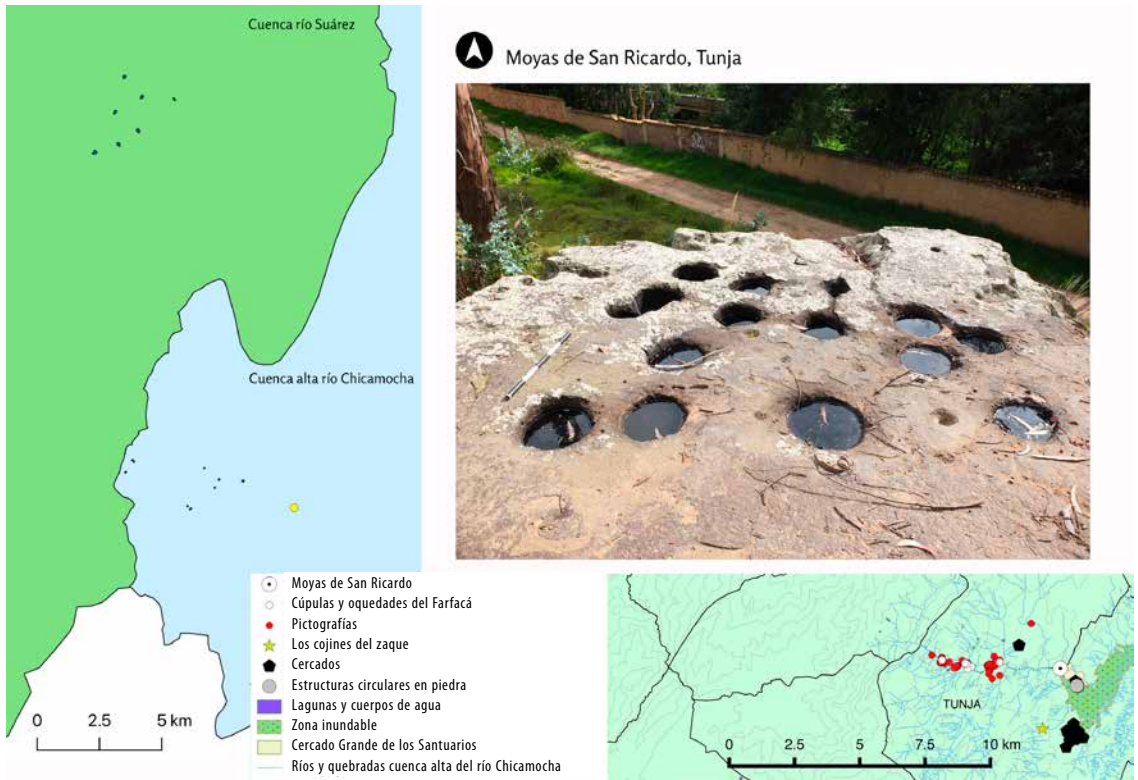 Cuenca río Suárez
Moyas de San Ricardo, Tunja
Cuenca alta río Chicamocha
0 2.5 5 km
Moyas de San Ricardo
Cúpulas y oquedades del Farfacá
Pictografías
Los cojines del zaque
Cercados
Estructuras circulares en piedra
Lagunas y cuerpos de agua
Zona inundable
Cercado Grande de los Santuarios
Ríos y quebradas cuenca alta del río Chicamocha
TUNJA
0 2.5 5 7.5 10 km